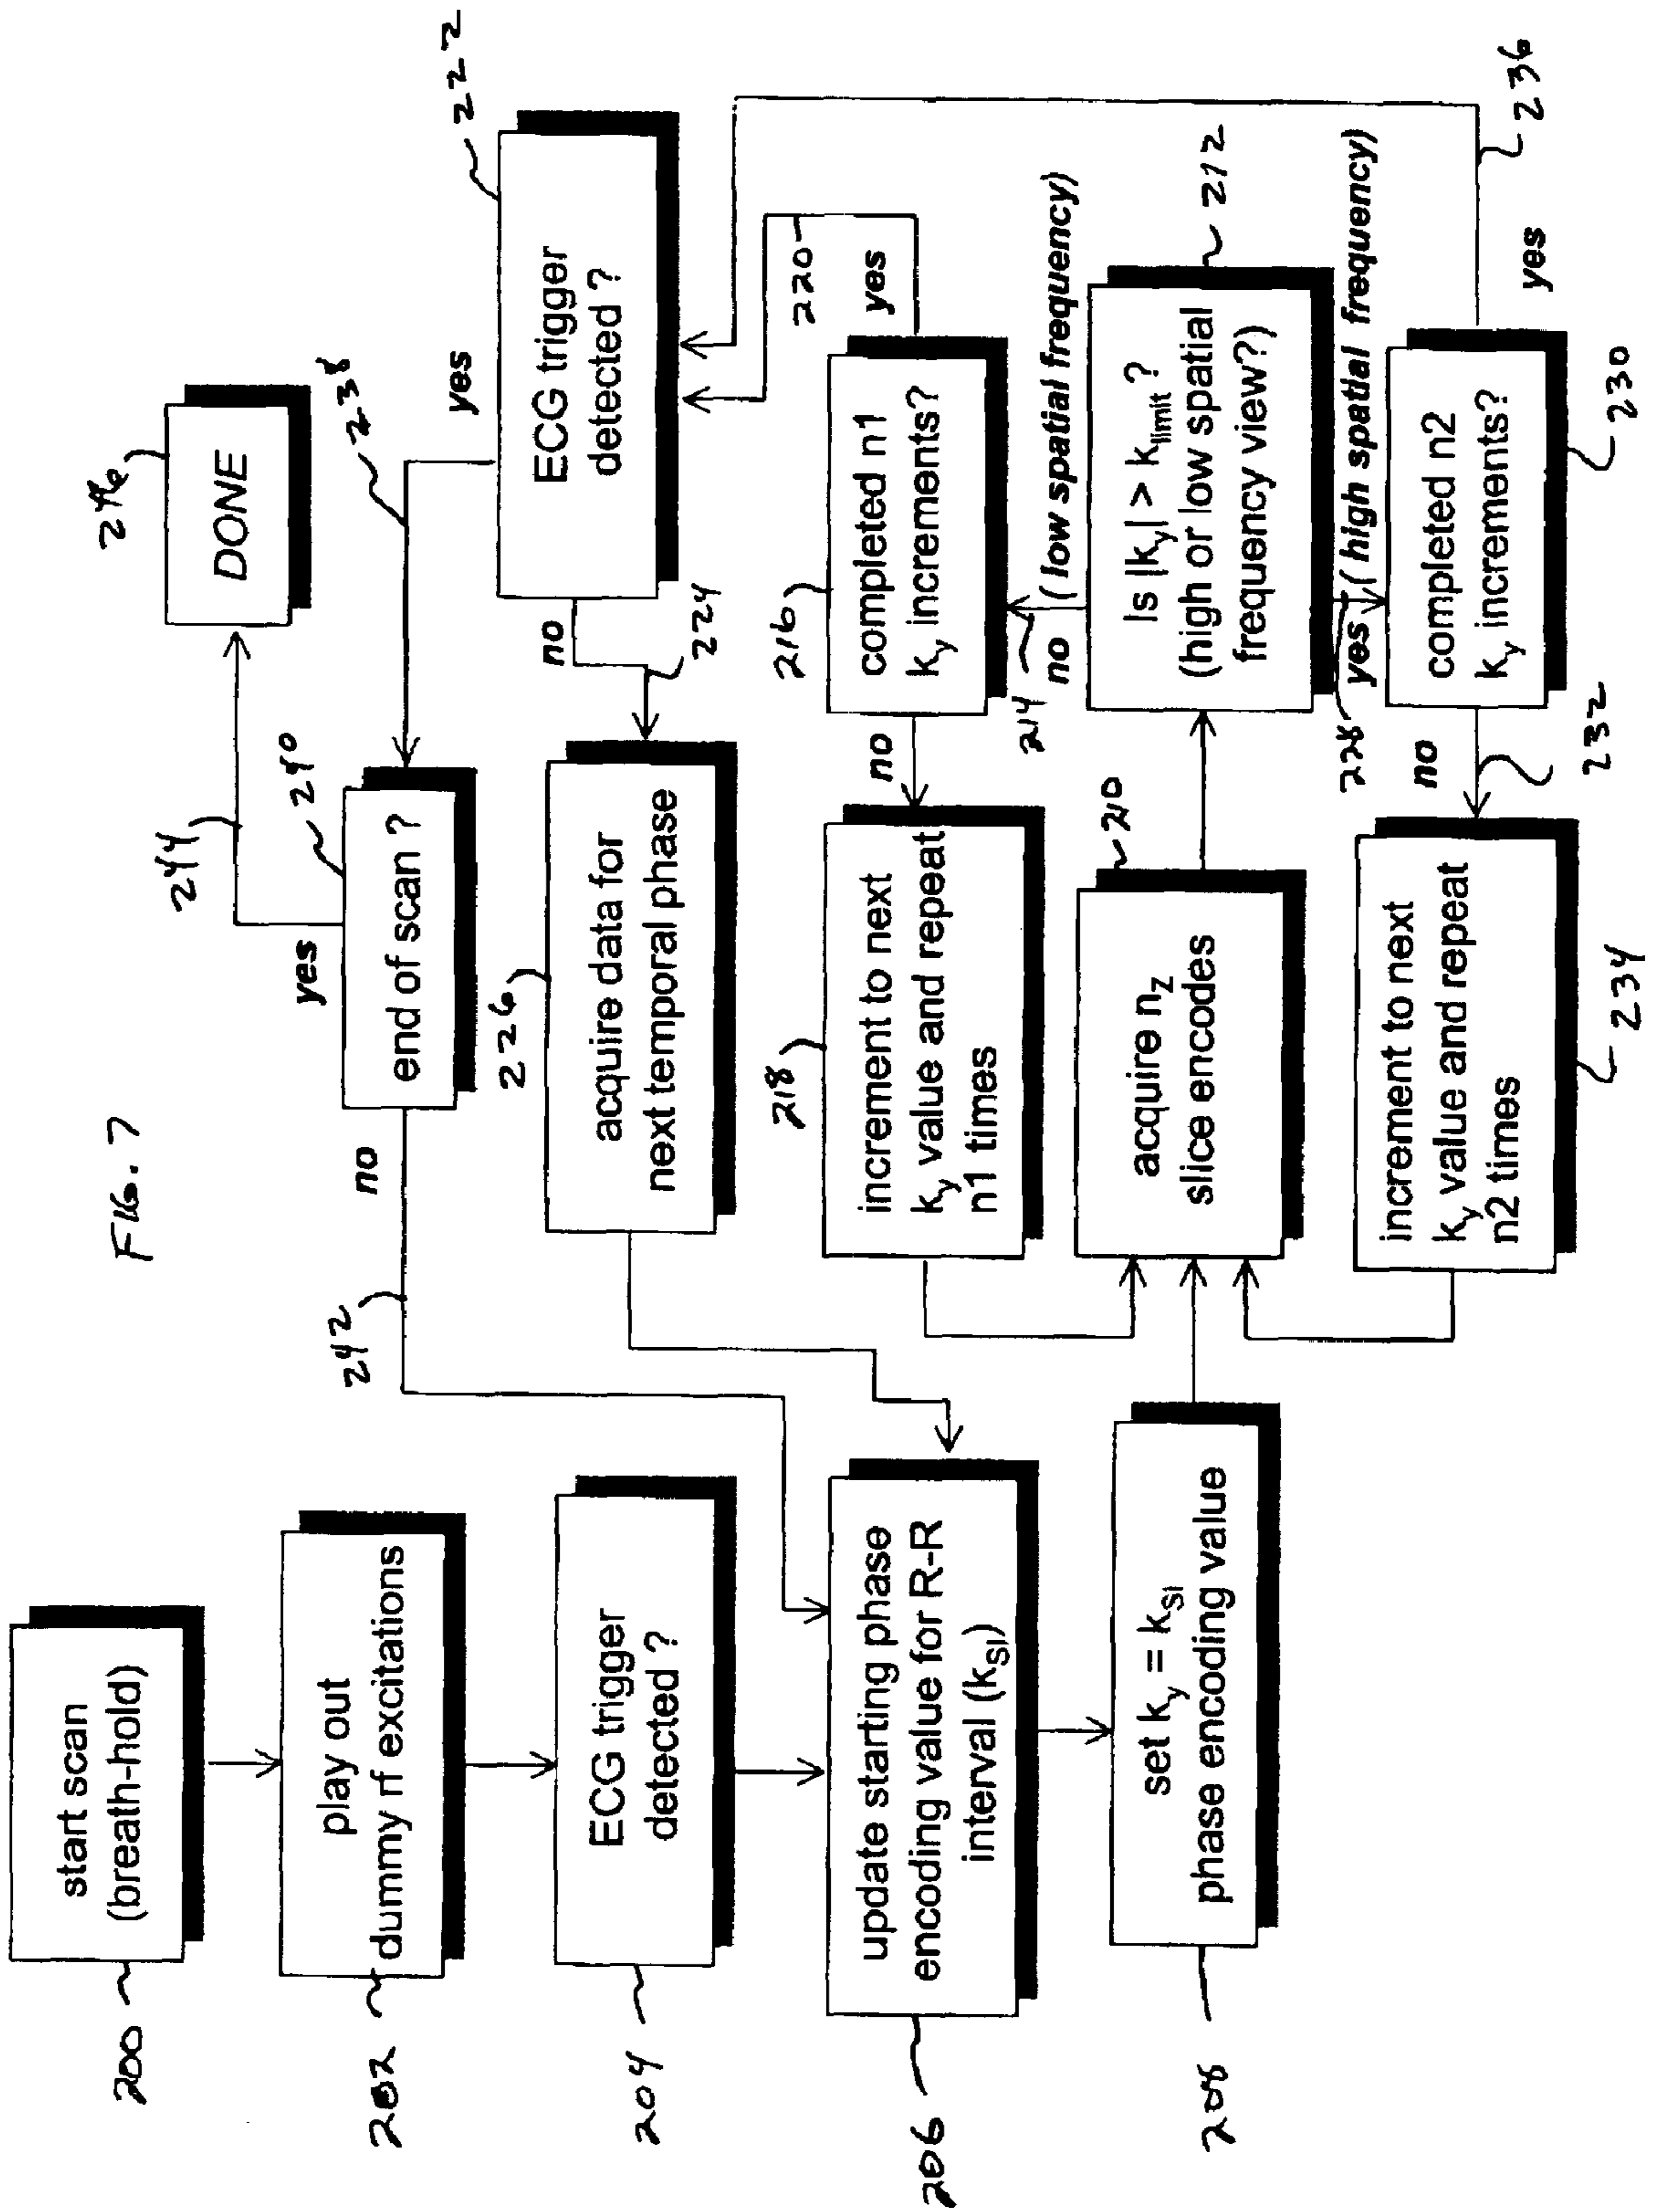 FIG. 7
200
start scan
(breath-hold)
202
play out
dummy rf excitations
204
ECG trigger
detected ?
206
update starting phase
encoding value for R-R
interval (kSI)
208
set ky = kSI
phase encoding value
210
acquire nz
slice encodes
212
Is |ky| > klimit ?
(high or low spatial
frequency view?)
214
no (low spatial frequency)
216
completed n1
ky increments?
no
218
increment to next
ky value and repeat
n1 times
yes
220
222
ECG trigger
detected ?
no
224
226
acquire data for
next temporal phase
228
yes (high spatial frequency)
230
completed n2
ky increments?
no
232
234
increment to next
ky value and repeat
n2 times
yes
236
yes
238
240
end of scan ?
no
242
yes
244
246
DONE